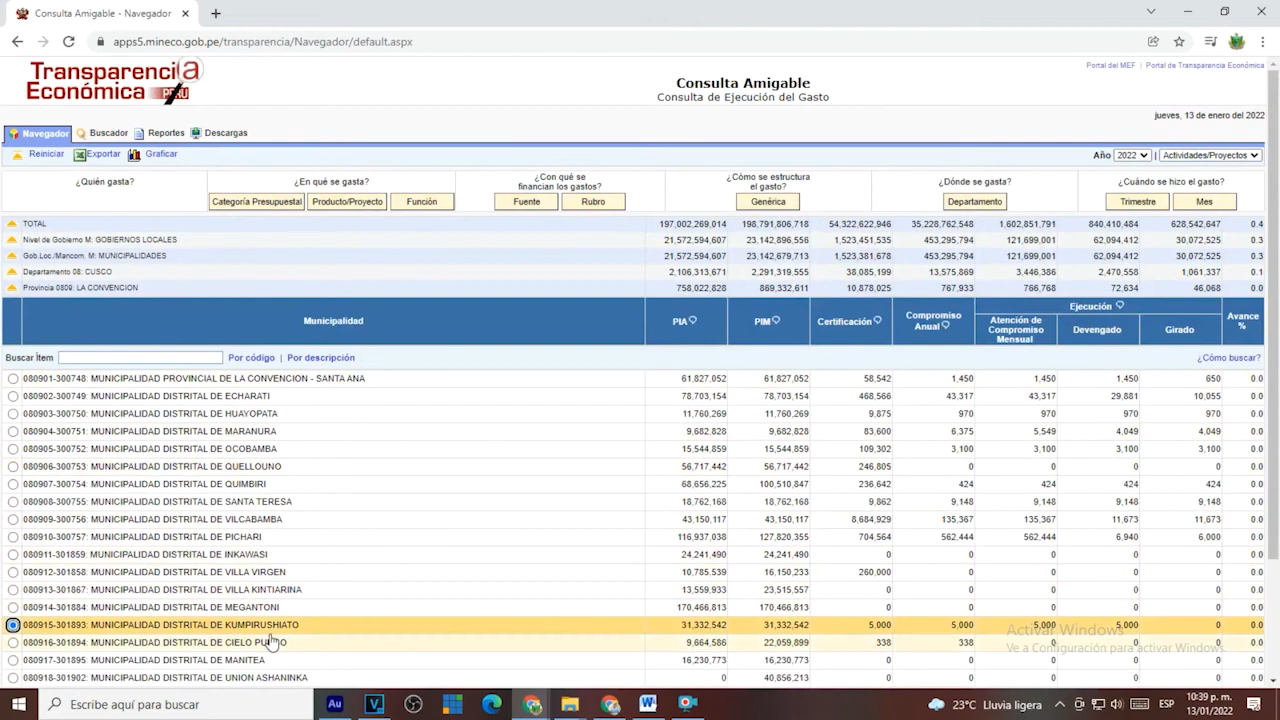 Consulta Amigable - Navegador
apps5.mineco.gob.pe/transparencia/Navegador/default.aspx
Transparencia
Económica PERU
Portal del MEF | Portal de Transparencia Económica
Consulta Amigable
Consulta de Ejecución del Gasto
jueves, 13 de enero del 2022
Navegador Buscador Reportes Descargas
Reiniciar Exportar Graficar Año 2022 | Actividades/Proyectos
¿Quién gasta? ¿En qué se gasta? ¿Con qué se financian los gastos? ¿Cómo se estructura el gasto? ¿Dónde se gasta? ¿Cuándo se hizo el gasto?
Categoría Presupuestal Producto/Proyecto Función Fuente Rubro Genérica Departamento Trimestre Mes
TOTAL 197,002,269,014 198,791,806,718 54,322,622,946 35,228,762,548 1,602,851,791 840,410,484 628,542,647 0.4
Nivel de Gobierno M: GOBIERNOS LOCALES 21,572,594,607 23,142,896,556 1,523,451,535 453,295,794 121,699,001 62,094,412 30,072,525 0.3
Gob.Loc./Mancom. M: MUNICIPALIDADES 21,572,594,607 23,142,229,556 1,523,381,678 453,295,794 121,699,001 62,094,412 30,072,525 0.3
Departamento 08: CUSCO 2,106,313,671 2,291,319,555 38,085,199 13,575,869 3,446,386 2,470,558 1,061,337 0.1
Provincia 0809: LA CONVENCION 758,022,828 869,332,611 10,878,025 767,933 766,768 72,634 46,068 0.0
Municipalidad PIA PIM Certificación Compromiso Anual Ejecución Atención de Compromiso Mensual Devengado Girado Avance %
Buscar Ítem Por código | Por descripción ¿Cómo buscar?
080901-300748: MUNICIPALIDAD PROVINCIAL DE LA CONVENCION - SANTA ANA 61,827,052 61,827,052 58,542 1,450 1,450 1,450 650 0.0
080902-300749: MUNICIPALIDAD DISTRITAL DE ECHARATI 78,703,154 78,703,154 468,566 43,317 43,317 29,881 10,055 0.0
080903-300750: MUNICIPALIDAD DISTRITAL DE HUAYOPATA 11,760,269 11,760,269 9,875 970 970 970 970 0.0
080904-300751: MUNICIPALIDAD DISTRITAL DE MARANURA 9,682,828 9,682,828 83,600 6,375 5,549 4,049 4,049 0.0
080905-300752: MUNICIPALIDAD DISTRITAL DE OCOBAMBA 15,544,859 15,544,859 109,302 3,100 3,100 3,100 3,100 0.0
080906-300753: MUNICIPALIDAD DISTRITAL DE QUELLOUNO 56,717,442 56,717,442 246,805 0 0 0 0 0.0
080907-300754: MUNICIPALIDAD DISTRITAL DE QUIMBIRI 68,656,225 100,510,847 236,642 424 424 424 424 0.0
080908-300755: MUNICIPALIDAD DISTRITAL DE SANTA TERESA 18,762,168 18,762,168 9,862 9,148 9,148 9,148 9,148 0.0
080909-300756: MUNICIPALIDAD DISTRITAL DE VILCABAMBA 43,150,117 43,150,117 8,684,929 135,367 135,367 11,673 11,673 0.0
080910-300757: MUNICIPALIDAD DISTRITAL DE PICHARI 116,937,038 127,820,355 704,564 562,444 562,444 6,940 6,000 0.0
080911-301859: MUNICIPALIDAD DISTRITAL DE INKAWASI 24,241,490 24,241,490 0 0 0 0 0 0.0
080912-301858: MUNICIPALIDAD DISTRITAL DE VILLA VIRGEN 10,785,539 16,150,233 260,000 0 0 0 0 0.0
080913-301867: MUNICIPALIDAD DISTRITAL DE VILLA KINTIARINA 13,559,933 23,515,557 0 0 0 0 0 0.0
080914-301884: MUNICIPALIDAD DISTRITAL DE MEGANTONI 170,466,813 170,466,813 0 0 0 0 0 0.0
080915-301893: MUNICIPALIDAD DISTRITAL DE KUMPIRUSHIATO 31,332,542 31,332,542 5,000 5,000 5,000 5,000 0 0.0
080916-301894: MUNICIPALIDAD DISTRITAL DE CIELO 9,664,586 22,059,899 338 338 0 0 0 0.0
080917-301895: MUNICIPALIDAD DISTRITAL DE MANITEA 16,230,773 16,230,773 0 0 0 0 0 0.0
080918-301902: MUNICIPALIDAD DISTRITAL DE UNION ASHANINKA 0 40,856,213 0 0 0 0 0 0.0
Activar Windows
Ve a Configuración para activar Windows.
Escribe aquí para buscar Au V W 23°C Lluvia ligera ESP 10:39 p. m. 13/01/2022